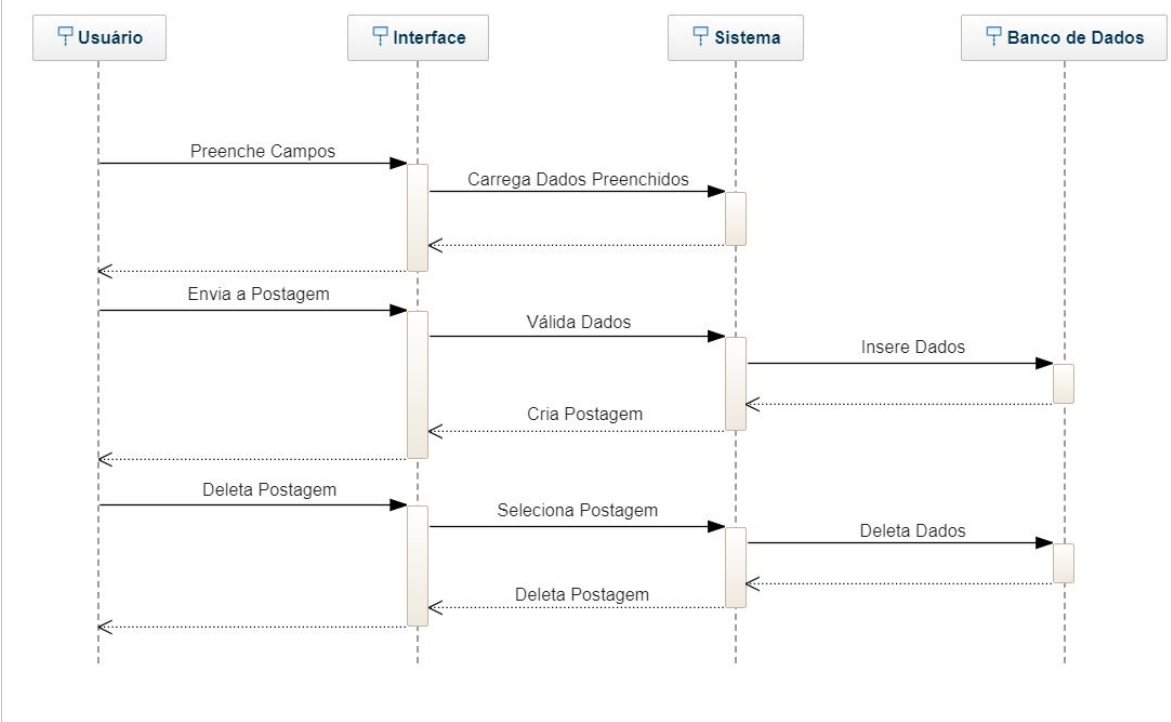 Usuário
Interface
Sistema
Banco de Dados
Preenche Campos
Carrega Dados Preenchidos
Envia a Postagem
Válida Dados
Insere Dados
Cria Postagem
Deleta Postagem
Seleciona Postagem
Deleta Dados
Deleta Postagem